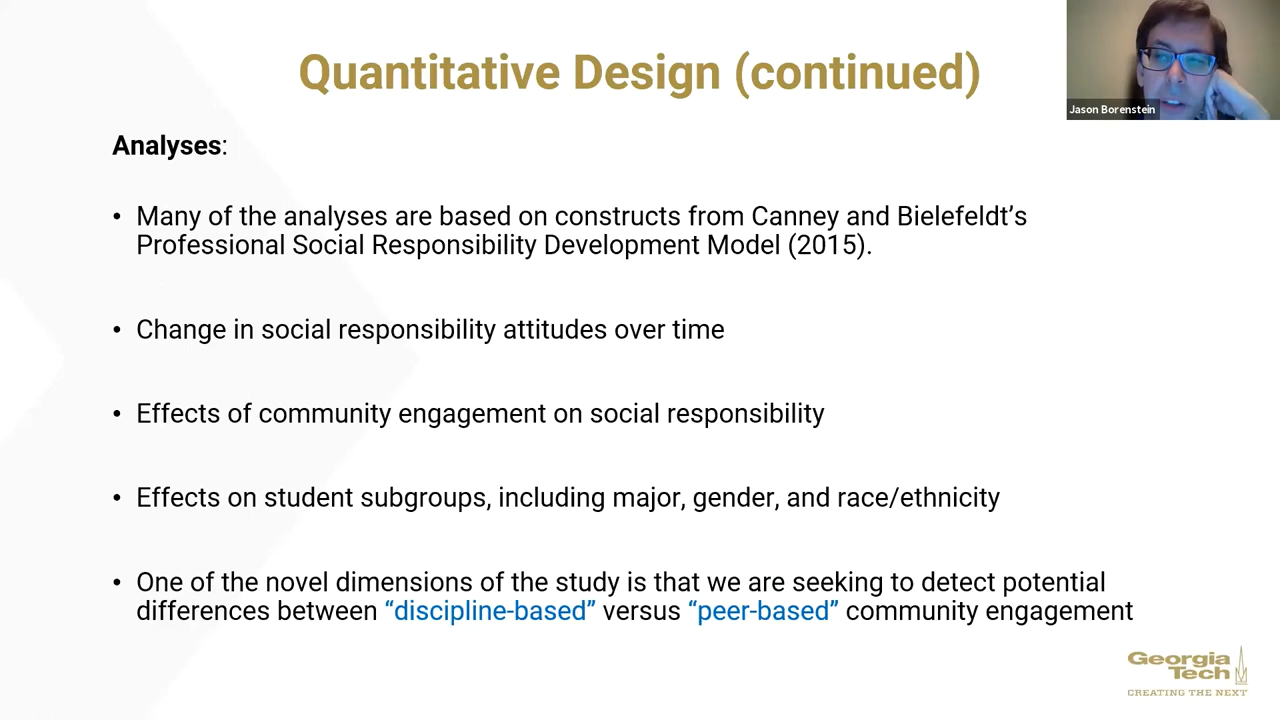 Quantitative Design (continued)
Jason Borenstein
Analyses:
• Many of the analyses are based on constructs from Canney and Bielefeldt’s
Professional Social Responsibility Development Model (2015).
• Change in social responsibility attitudes over time
• Effects of community engagement on social responsibility
• Effects on student subgroups, including major, gender, and race/ethnicity
• One of the novel dimensions of the study is that we are seeking to detect potential
differences between “discipline-based” versus “peer-based” community engagement
Georgia
Tech
CREATING THE NEXT